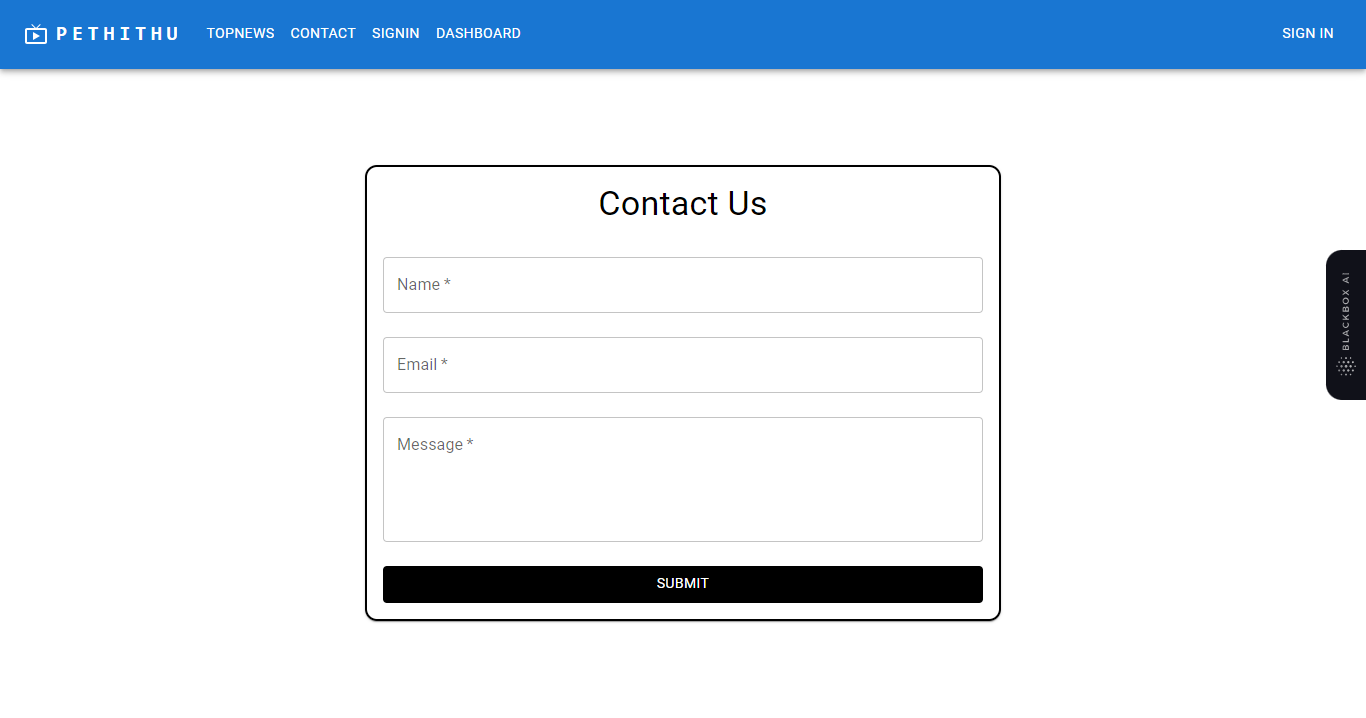 PETHITHU TOPNEWS CONTACT SIGNIN DASHBOARD SIGN IN
Contact Us
Name *
Email *
Message *
SUBMIT
BLACKBOX AI